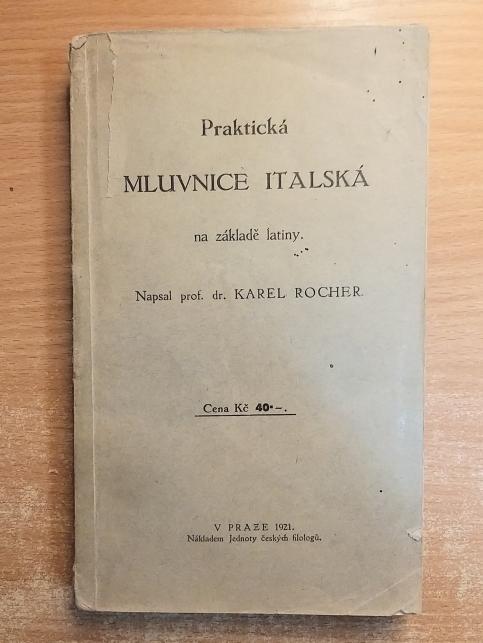 Praktická
MLUVNICE ITALSKÁ
na základě latiny.
Napsal prof. dr. KAREL ROCHER.
Cena Kč 40·–.
V PRAZE 1921.
Nákladem Jednoty českých filologů.